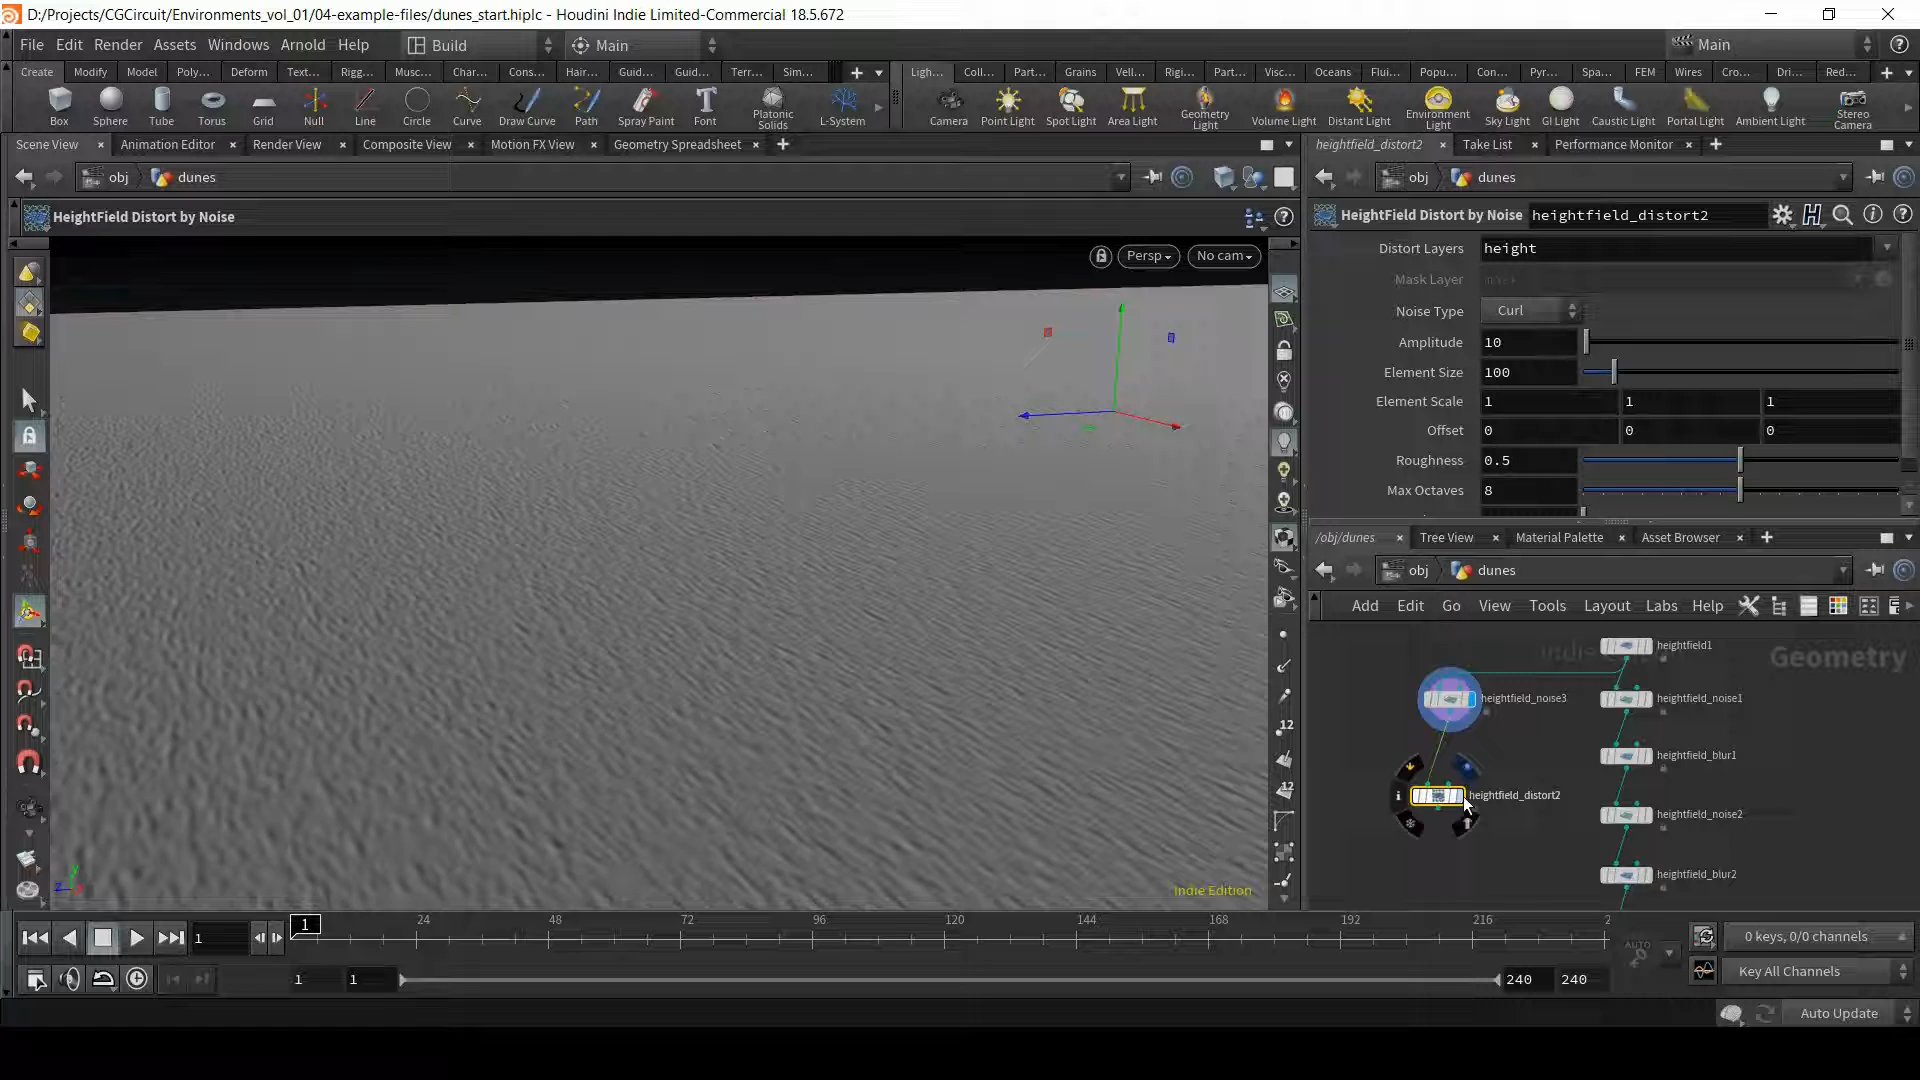 D:/Projects/CGCircuit/Environments_vol_01/04-example-files/dunes_start.hiplc - Houdini Indie Limited-Commercial 18.5.672
File Edit Render Assets Windows Arnold Help Build Main Main
Create Modify Model Poly... Deform Text... Rigg... Musc... Char... Cons... Hair... Guid... Guid... Terr... Sim... Ligh... Coll... Part... Grains Vell... Rigi... Part... Visc... Oceans Flui... Popu... Con... Pyr... Spa... FEM Wires Cro... Dri... Red...
Box Sphere Tube Torus Grid Null Line Circle Curve Draw Curve Path Spray Paint Font Platonic Solids L-System Camera Point Light Spot Light Area Light Geometry Light Volume Light Distant Light Environment Light Sky Light GI Light Caustic Light Portal Light Ambient Light Stereo Camera
Scene View Animation Editor Render View Composite View Motion FX View Geometry Spreadsheet
obj dunes
HeightField Distort by Noise
Persp No cam
Indie Edition
heightfield_distort2 Take List Performance Monitor
obj dunes
HeightField Distort by Noise heightfield_distort2
Distort Layers height
Mask Layer
Noise Type Curl
Amplitude 10
Element Size 100
Element Scale 1 1 1
Offset 0 0 0
Roughness 0.5
Max Octaves 8
/obj/dunes Tree View Material Palette Asset Browser
obj dunes
Add Edit Go View Tools Layout Labs Help
Geometry
heightfield1
heightfield_noise3 heightfield_noise1
heightfield_blur1
heightfield_distort2
heightfield_noise2
heightfield_blur2
12
12
1 1 24 48 72 96 120 144 168 192 216 2
AUTO
0 keys, 0/0 channels
1 1 240 240
Key All Channels
Auto Update